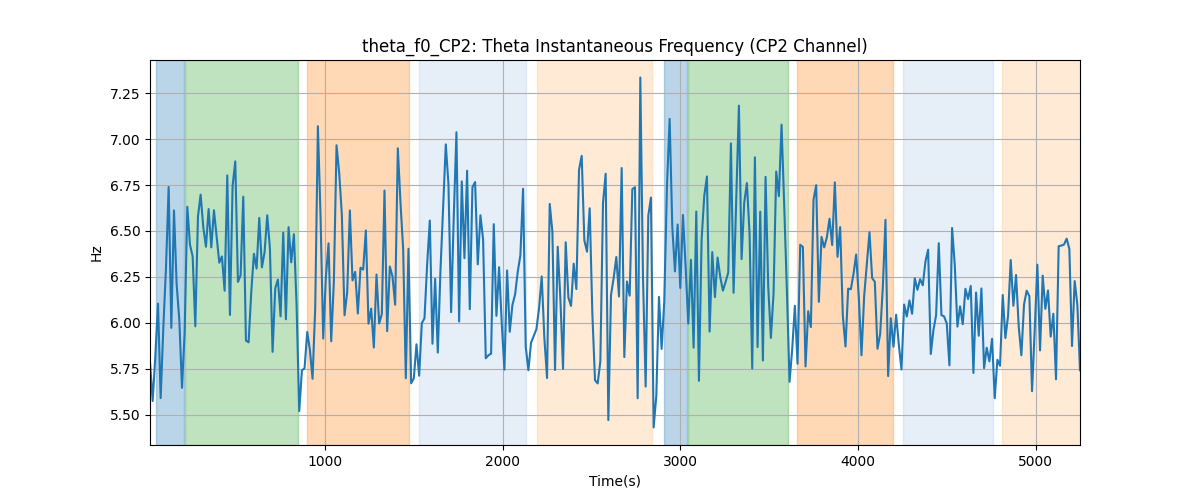 theta_f0_CP2: Theta Instantaneous Frequency (CP2 Channel)
7.25
7.00
6.75
6.50
6.25
6.00
5.75
5.50
Hz
1000 2000 3000 4000 5000
Time(s)